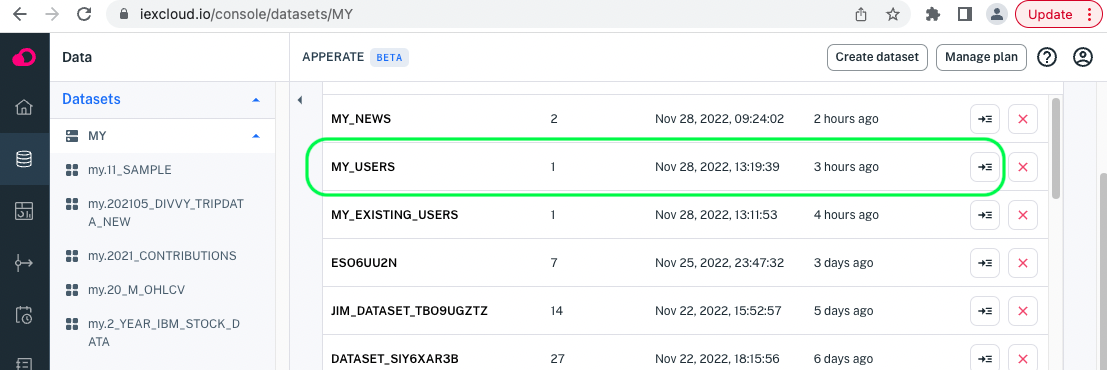 iexcloud.io/console/datasets/MY
Update
Data
APPERATE BETA
Create dataset
Manage plan
Datasets
MY
my.11_SAMPLE
my.202105_DIVVY_TRIPDAT
A_NEW
my.2021_CONTRIBUTIONS
my.20_M_OHLCV
my.2_YEAR_IBM_STOCK_D
ATA
MY_NEWS 2 Nov 28, 2022, 09:24:02 2 hours ago
MY_USERS 1 Nov 28, 2022, 13:19:39 3 hours ago
MY_EXISTING_USERS 1 Nov 28, 2022, 13:11:53 4 hours ago
ESO6UU2N 7 Nov 25, 2022, 23:47:32 3 days ago
JIM_DATASET_TBO9UGZTZ 14 Nov 22, 2022, 15:52:57 5 days ago
DATASET_SIY6XAR3B 27 Nov 22, 2022, 18:15:56 6 days ago